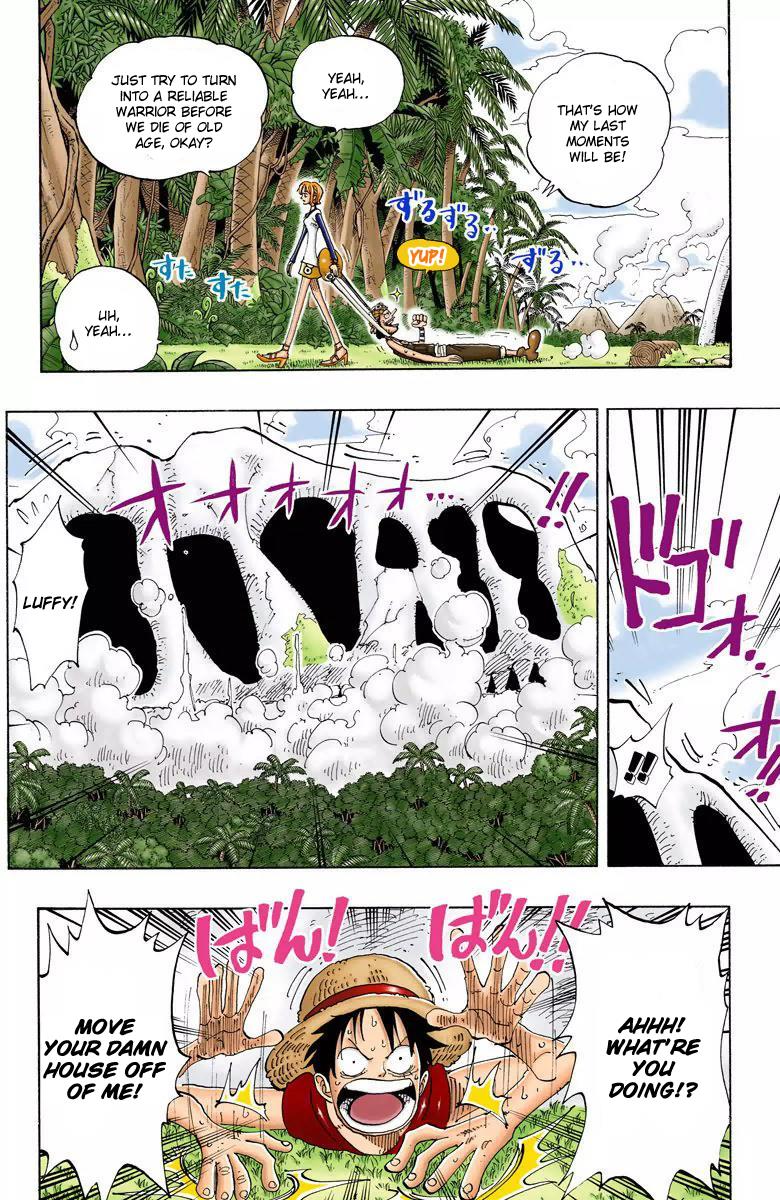 THAT'S HOW
MY LAST
MOMENTS
WILL BE!
YEAH,
YEAH...
JUST TRY TO TURN
INTO A RELIABLE
WARRIOR BEFORE
WE DIE OF OLD
AGE, OKAY?
ずるずる..
YUP!
ずる..
すたすた
UH,
YEAH...
ドゴォ..
オ
!!
オオオオオ...!!
LUFFY!
ばん!
ばん!!
AHHH!
WHAT'RE
YOU
DOING!?
MOVE
YOUR DAMN
HOUSE OFF
OF ME!